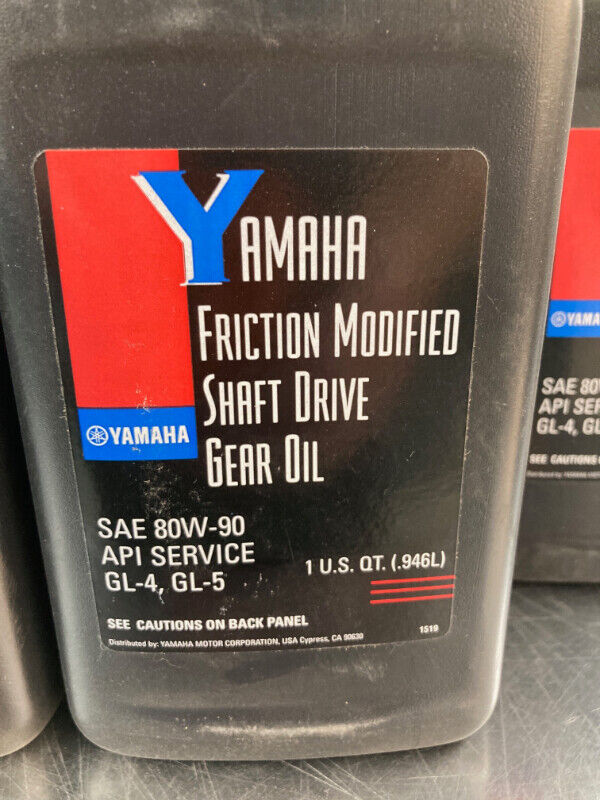 YAMAHA
FRICTION MODIFIED
SHAFT DRIVE
GEAR OIL
YAMAHA
SAE 80W-90
API SERVICE
GL-4, GL-5
1 U.S. QT. (.946L)
SEE CAUTIONS ON BACK PANEL
Distributed by: YAMAHA MOTOR CORPORATION, USA Cypress, CA 90630
1519
YAMA
SAE 80
API SER
GL-4, GL
SEE CAUTIONS